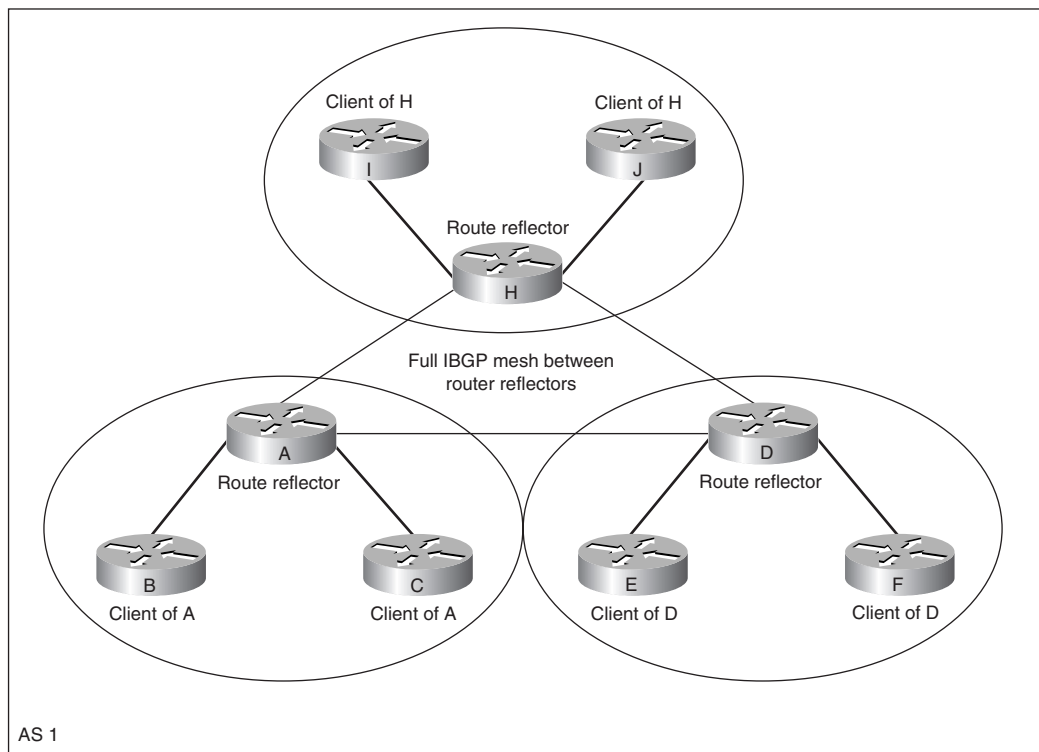 Client of H
Client of H
I
J
Route reflector
H
Full IBGP mesh between
router reflectors
A
D
Route reflector
Route reflector
B
C
E
F
Client of A
Client of A
Client of D
Client of D
AS 1